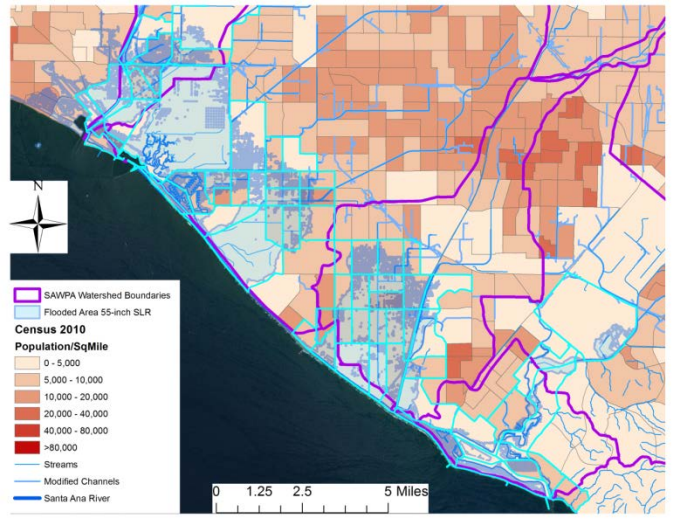 N
SAWPA Watershed Boundaries
Flooded Area 55-inch SLR
Census 2010
Population/SqMile
0 - 5,000
5,000 - 10,000
10,000 - 20,000
20,000 - 40,000
40,000 - 80,000
>80,000
Streams
Modified Channels
Santa Ana River
0 1.25 2.5 5 Miles